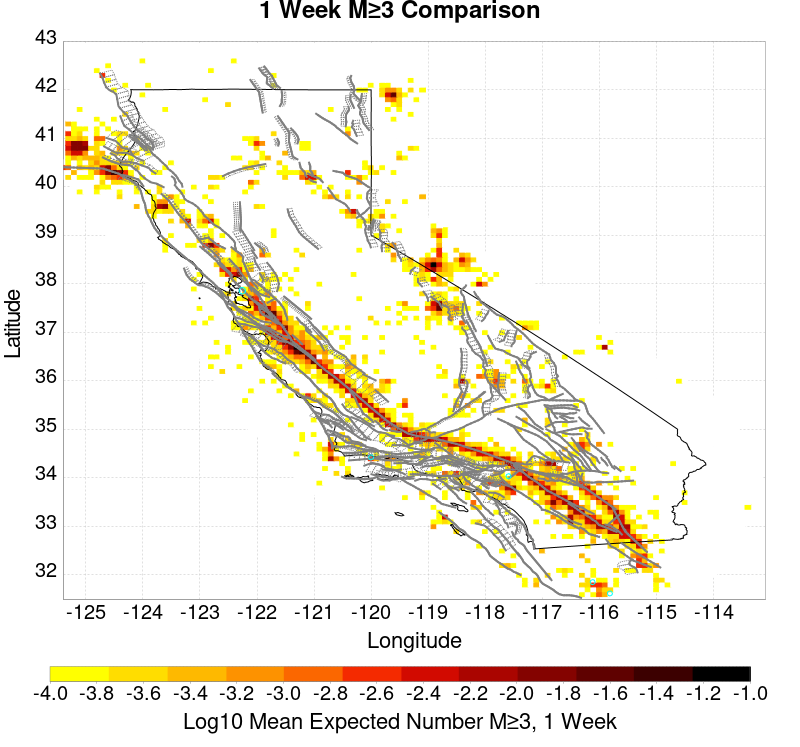 1 Week M≥3 Comparison
43
42
41
40
39
38
37
36
35
34
33
32
Latitude
-125 -124 -123 -122 -121 -120 -119 -118 -117 -116 -115 -114
Longitude
-4.0 -3.8 -3.6 -3.4 -3.2 -3.0 -2.8 -2.6 -2.4 -2.2 -2.0 -1.8 -1.6 -1.4 -1.2 -1.0
Log10 Mean Expected Number M≥3, 1 Week